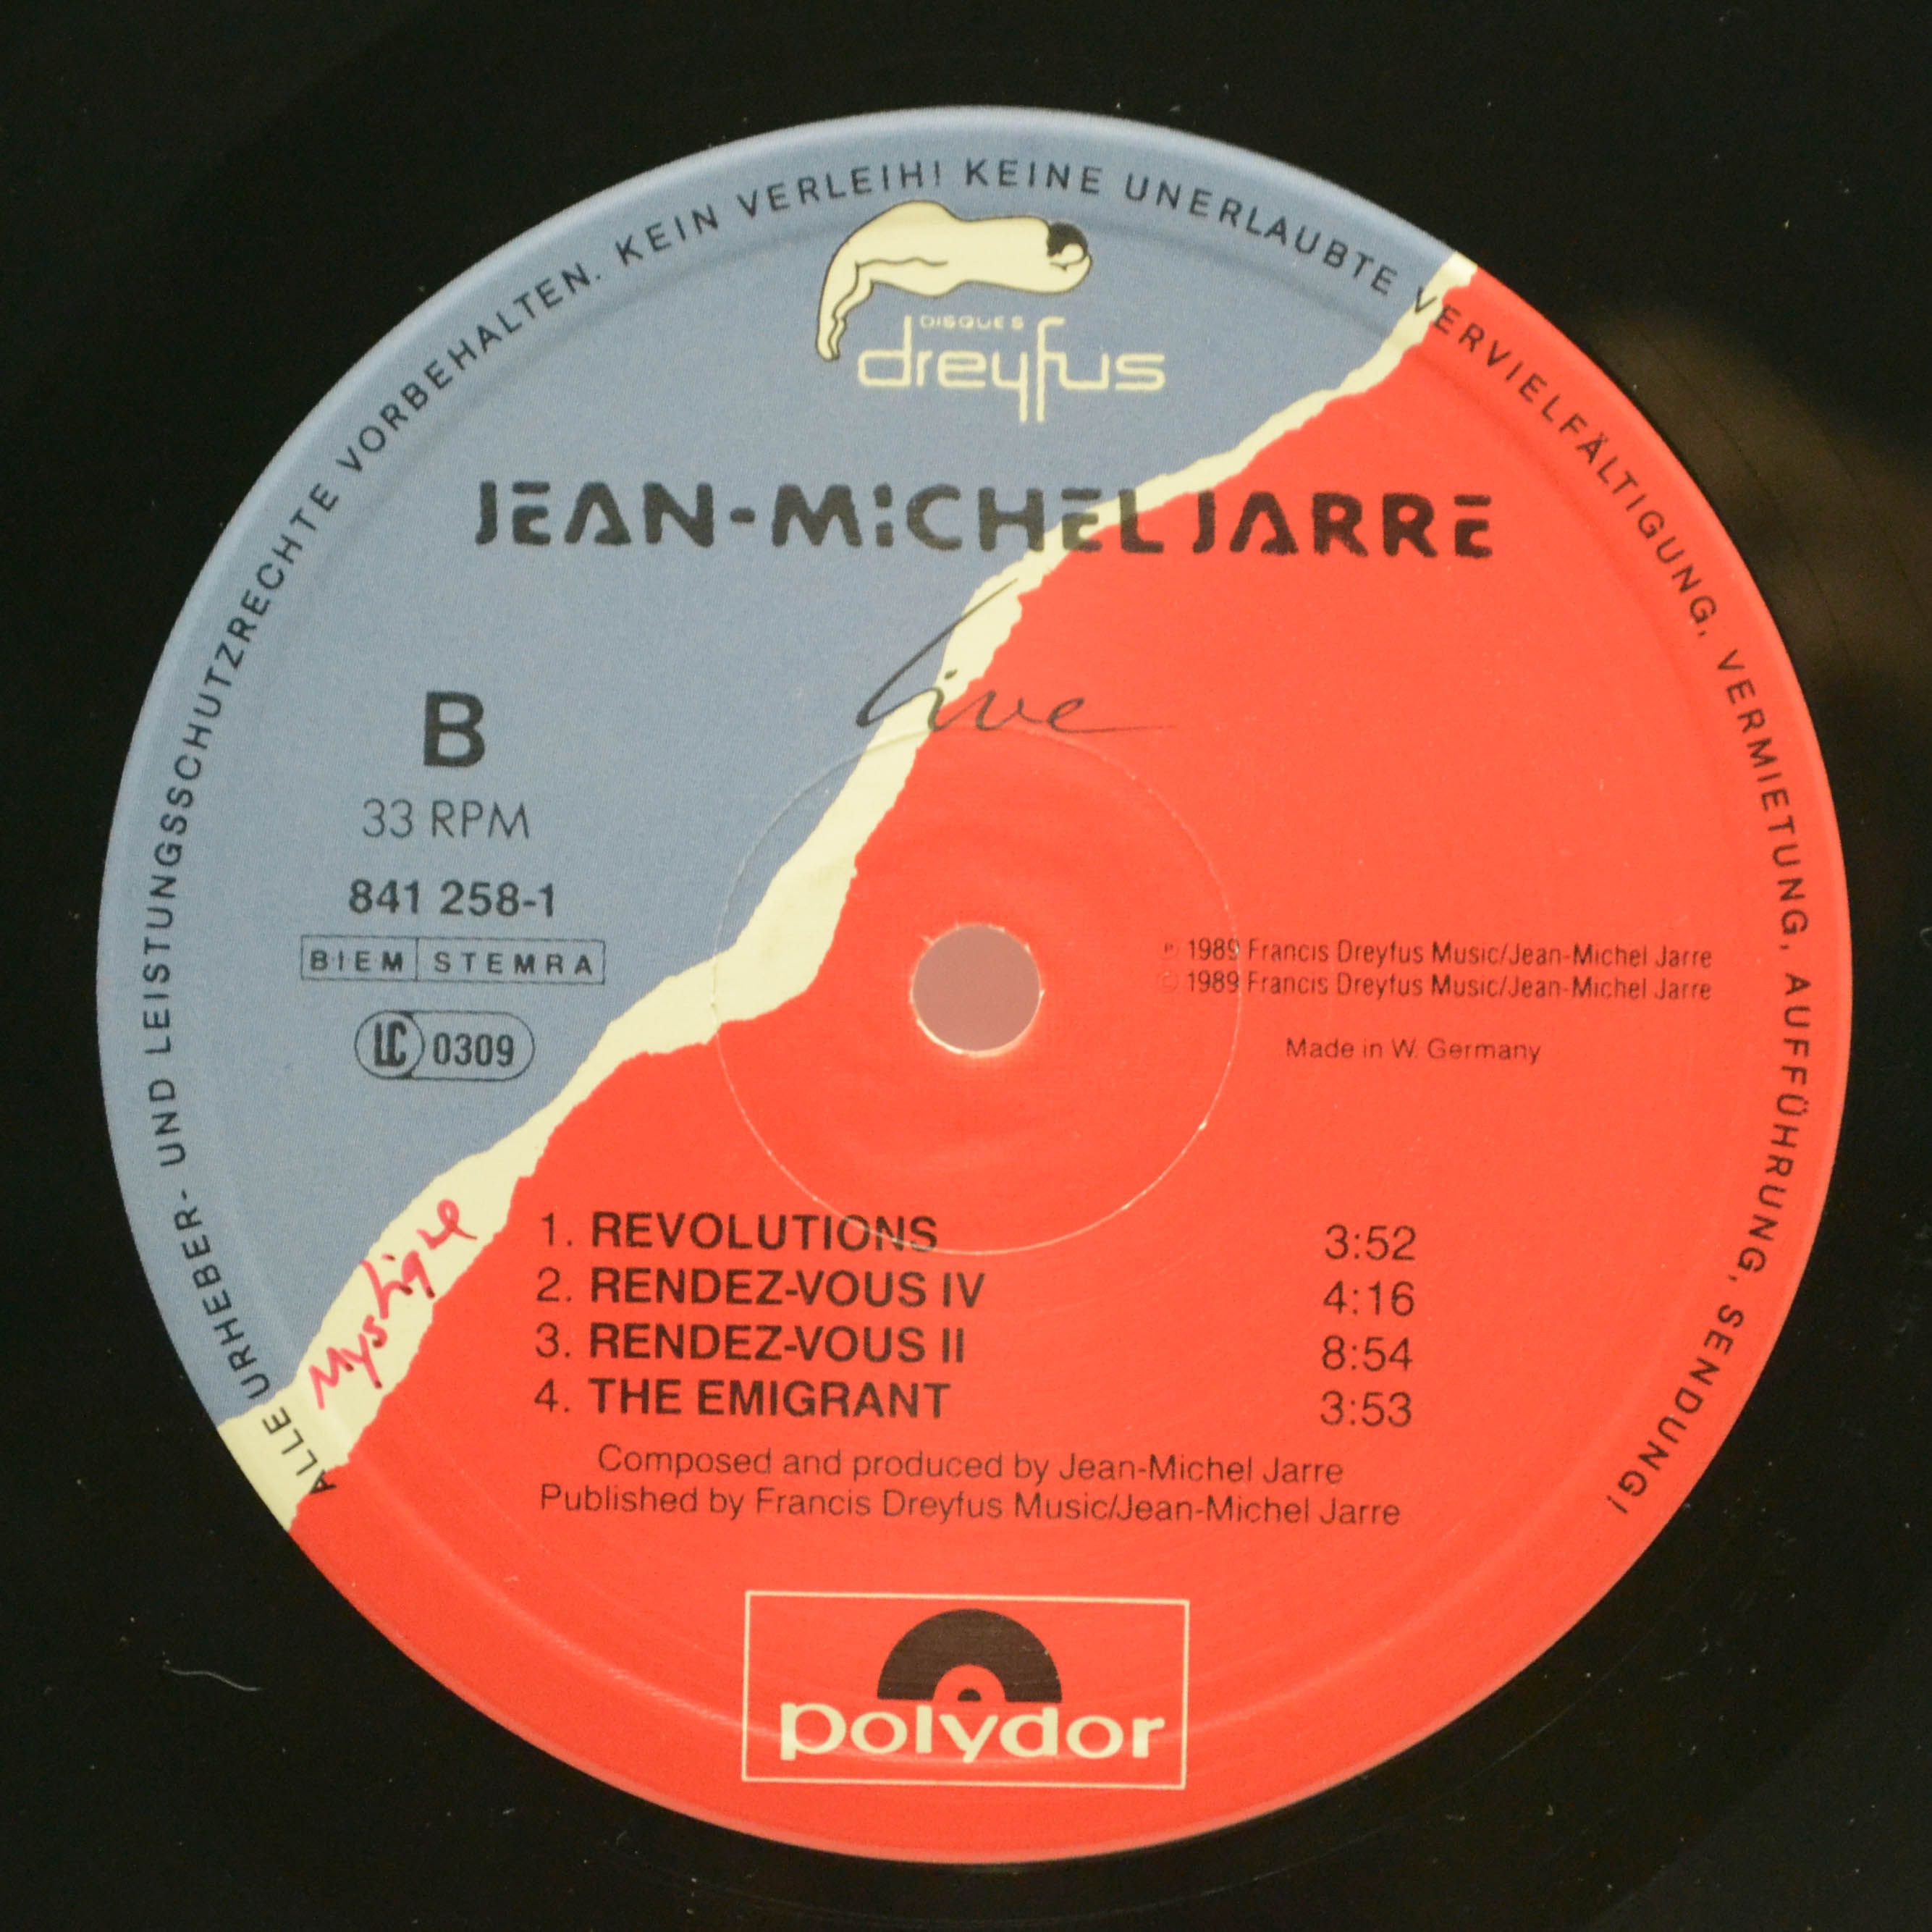 ALLE URHEBER- UND LEISTUNGSSCHUTZRECHTE VORBEHALTEN. KEIN VERLEIH! KEINE UNERLAUBTE VERVIELFÄLTIGUNG, VERMIETUNG, AUFFÜHRUNG, SENDUNG!
DISQUES
dreyfus
JEAN-MICHEL JARRE
live
B
33 RPM
841 258-1
BIEM STEMRA
LC 0309
℗ 1989 Francis Dreyfus Music/Jean-Michel Jarre
© 1989 Francis Dreyfus Music/Jean-Michel Jarre
Made in W. Germany
Mystique
1. REVOLUTIONS 3:52
2. RENDEZ-VOUS IV 4:16
3. RENDEZ-VOUS II 8:54
4. THE EMIGRANT 3:53
Composed and produced by Jean-Michel Jarre
Published by Francis Dreyfus Music/Jean-Michel Jarre
polydor